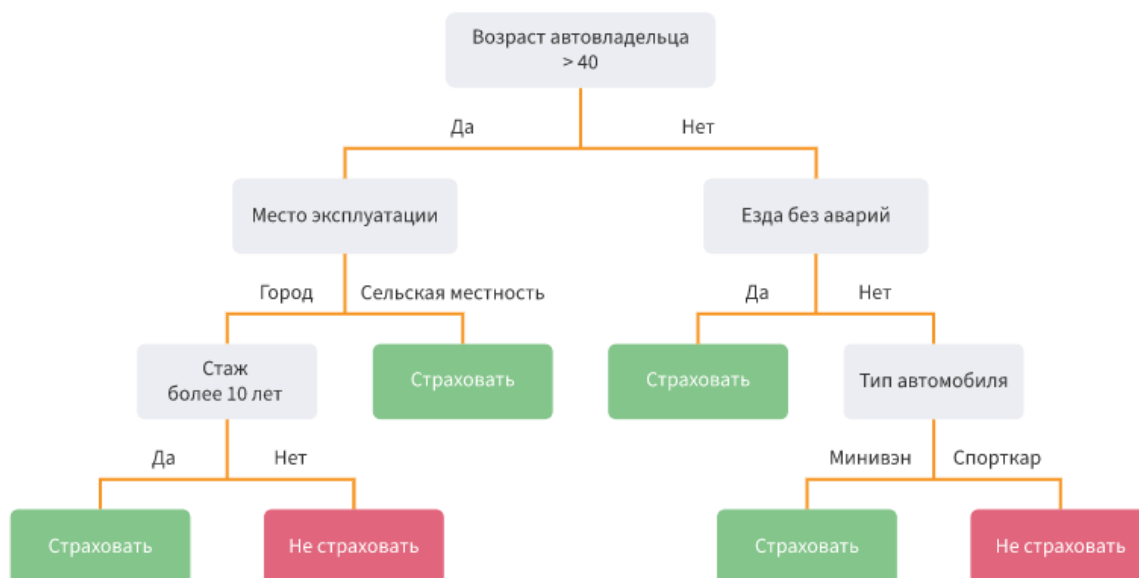 Возраст автовладельца
> 40
Да
Нет
Место эксплуатации
Езда без аварий
Город
Сельская местность
Да
Нет
Стаж
более 10 лет
Страховать
Страховать
Тип автомобиля
Да
Нет
Минивэн
Спорткар
Страховать
Не страховать
Страховать
Не страховать